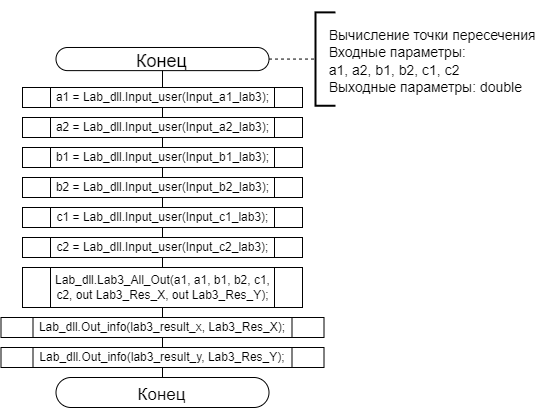 Конец
Вычисление точки пересечения
Входные параметры:
a1, a2, b1, b2, c1, c2
Выходные параметры: double
a1 = Lab_dll.Input_user(Input_a1_lab3);
a2 = Lab_dll.Input_user(Input_a2_lab3);
b1 = Lab_dll.Input_user(Input_b1_lab3);
b2 = Lab_dll.Input_user(Input_b2_lab3);
c1 = Lab_dll.Input_user(Input_c1_lab3);
c2 = Lab_dll.Input_user(Input_c2_lab3);
Lab_dll.Lab3_All_Out(a1, a1, b1, b2, c1,
c2, out Lab3_Res_X, out Lab3_Res_Y);
Lab_dll.Out_info(lab3_result_x, Lab3_Res_X);
Lab_dll.Out_info(lab3_result_y, Lab3_Res_Y);
Конец